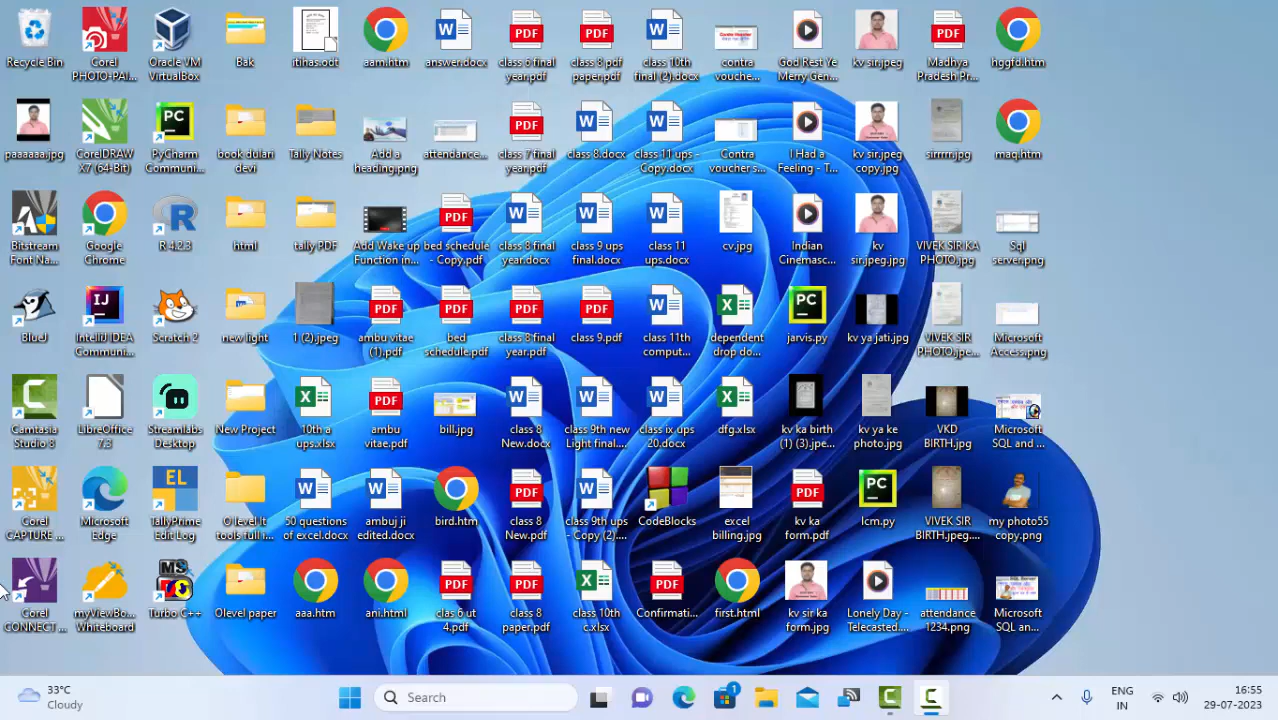 Recycle Bin
Corel
PHOTO-PAI...
Oracle VM
VirtualBox
Bak
itihas.odt
aam.htm
answer.docx
class 6 final
year.pdf
class 8 pdf
paper.pdf
class 10th
final (2).docx
contra
vouche...
God Rest Ye
Merry Gen...
kv sir.jpeg
Madhya
Pradesh Pr...
hggfd.htm
paaaaaa.jpg
CorelDRAW
X7 (64-Bit)
PyCharm
Communi...
book dulari
devi
Tally Notes
Add a
heading.png
attendance...
class 7 final
year.pdf
class 8.docx
class 11 ups -
Copy.docx
Contra
voucher s...
I Had a
Feeling - T...
kv sir.jpeg
copy.jpg
sirrrrr.jpg
maq.htm
Bitstream
Font Na...
Google
Chrome
R 4.2.3
html
tally PDF
Add Wake up
Function in...
bed schedule
- Copy.pdf
class 8 final
year.docx
class 9 ups
final.docx
class 11
ups.docx
cv.jpg
Indian
Cinemasc...
kv
sir.jpeg.jpg
VIVEK SIR KA
PHOTO.jpg
Sql
server.png
BlueJ
IntelliJ IDEA
Communi...
Scratch 2
new light
1 (2).jpeg
ambu vitae
(1).pdf
bed
schedule.pdf
class 8 final
year.pdf
class 9.pdf
class 11th
comput...
dependent
drop do...
jarvis.py
kv ya jati.jpg
VIVEK SIR
PHOTO.jpe...
Microsoft
Access.png
Camtasia
Studio 8
LibreOffice
7.3
Streamlabs
Desktop
New Project
10th a
ups.xlsx
ambu
vitae.pdf
bill.jpg
class 8
New.docx
class 9th new
Light final....
class ix ups
20.docx
dfg.xlsx
kv ka birth
(1) (3).jpe...
kv ya ke
photo.jpg
VKD
BIRTH.jpg
Microsoft
SQL and ...
Corel
CAPTURE ...
Microsoft
Edge
TallyPrime
Edit Log
O level It
tools full n...
50 questions
of excel.docx
ambuj ji
edited.docx
bird.htm
class 8
New.pdf
class 9th ups
- Copy (2)....
CodeBlocks
excel
billing.jpg
kv ka
form.pdf
lcm.py
VIVEK SIR
BIRTH.jpeg....
my photo55
copy.png
Corel
CONNECT ...
myViewBo...
Whiteboard
Turbo C++
Olevel paper
aaa.htm
ani.html
clas 6 ut
4.pdf
class 8
paper.pdf
class 10th
c.xlsx
Confirmati...
first.html
kv sir ka
form.jpg
Lonely Day -
Telecasted....
attendance
1234.png
Microsoft
SQL an...
33°C
Cloudy
Search
1
ENG
IN
16:55
29-07-2023